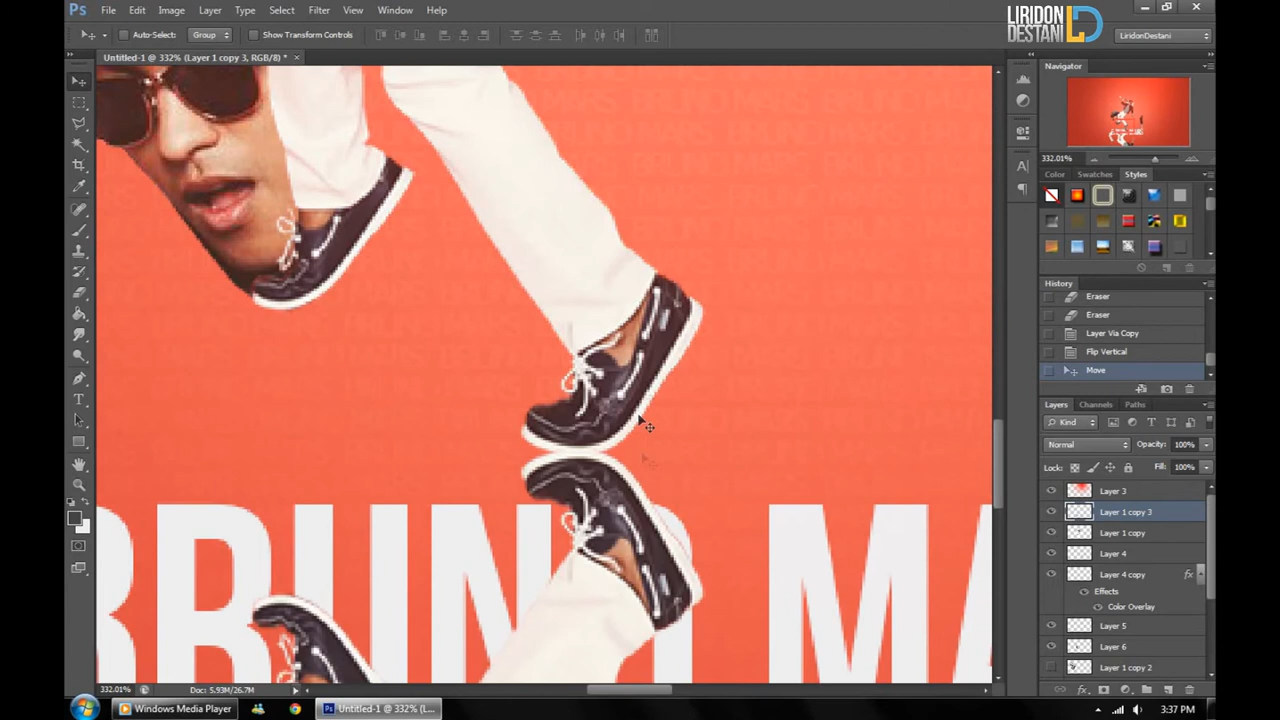 Ps File Edit Image Layer Type Select Filter View Window Help
LIRIDON
DESTANI
Auto-Select: Group Show Transform Controls LiridonDestani
Untitled-1 @ 332% (Layer 1 copy 3, RGB/8) * ×
Navigator
332.01%
Color Swatches Styles
History
Eraser
Eraser
Layer Via Copy
Flip Vertical
Move
Layers Channels Paths
Kind
Normal Opacity: 100%
Lock: Fill: 100%
Layer 3
Layer 1 copy 3
Layer 1 copy
Layer 4
Layer 4 copy fx
Effects
Color Overlay
Layer 5
Layer 6
Layer 1 copy 2
BRUNO MA
332.01% Doc: 5.93M/26.7M
Windows Media Player Untitled-1 @ 332% (L... 3:37 PM